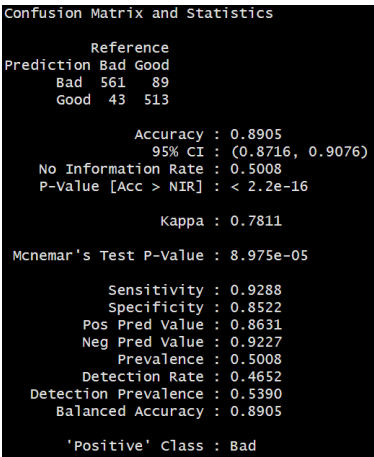 Confusion Matrix and Statistics
Reference
Prediction Bad Good
Bad 561 89
Good 43 513
Accuracy : 0.8905
95% CI : (0.8716, 0.9076)
No Information Rate : 0.5008
P-Value [Acc > NIR] : < 2.2e-16
Kappa : 0.7811
Mcnemar's Test P-Value : 8.975e-05
Sensitivity : 0.9288
Specificity : 0.8522
Pos Pred Value : 0.8631
Neg Pred Value : 0.9227
Prevalence : 0.5008
Detection Rate : 0.4652
Detection Prevalence : 0.5390
Balanced Accuracy : 0.8905
'Positive' Class : Bad